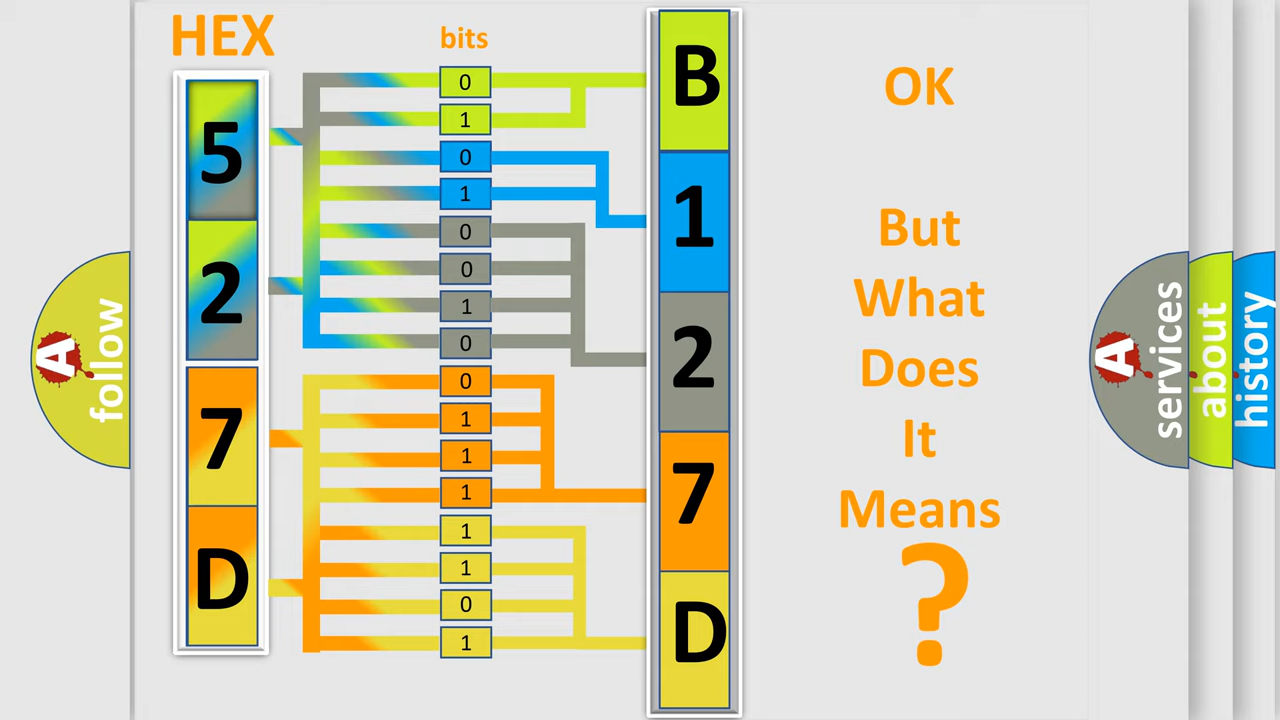 HEX
bits
5
2
7
D
0
1
0
1
0
0
1
0
0
1
1
1
1
1
0
1
B
1
2
7
D
OK
But
What
Does
It
Means
?
A
follow
A
services
about
history